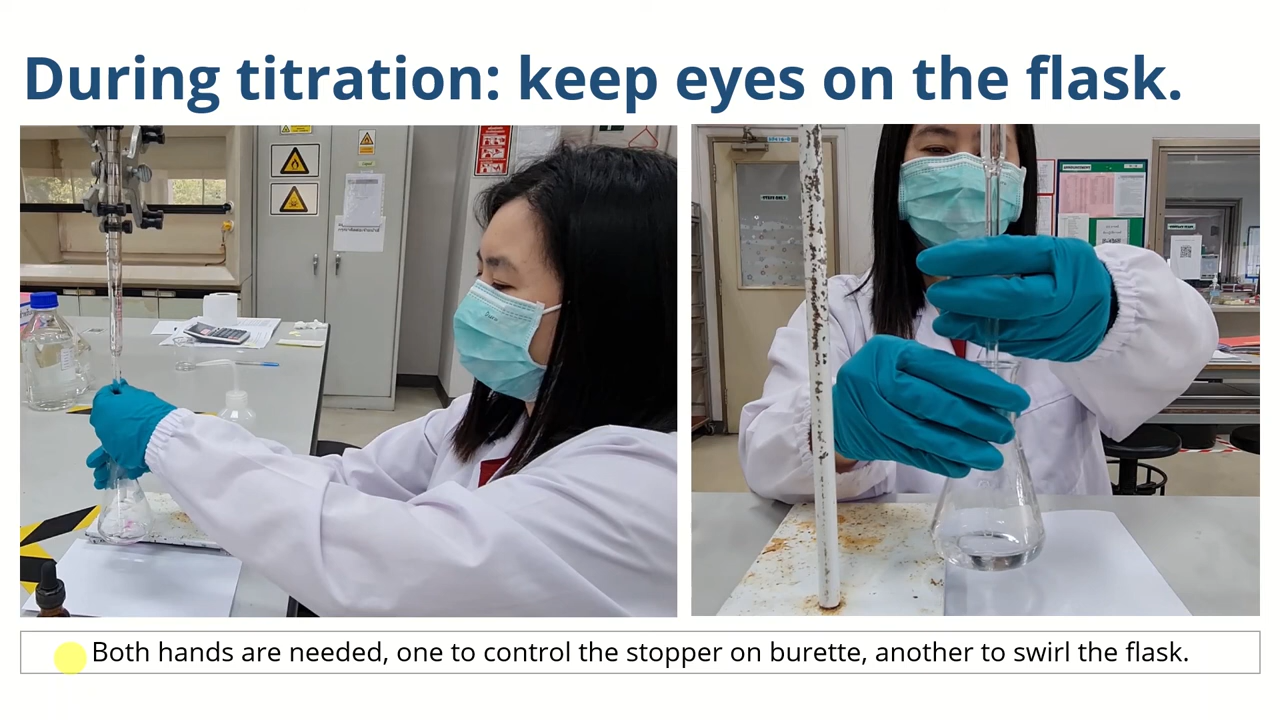 During titration: keep eyes on the flask.
Both hands are needed, one to control the stopper on burette, another to swirl the flask.